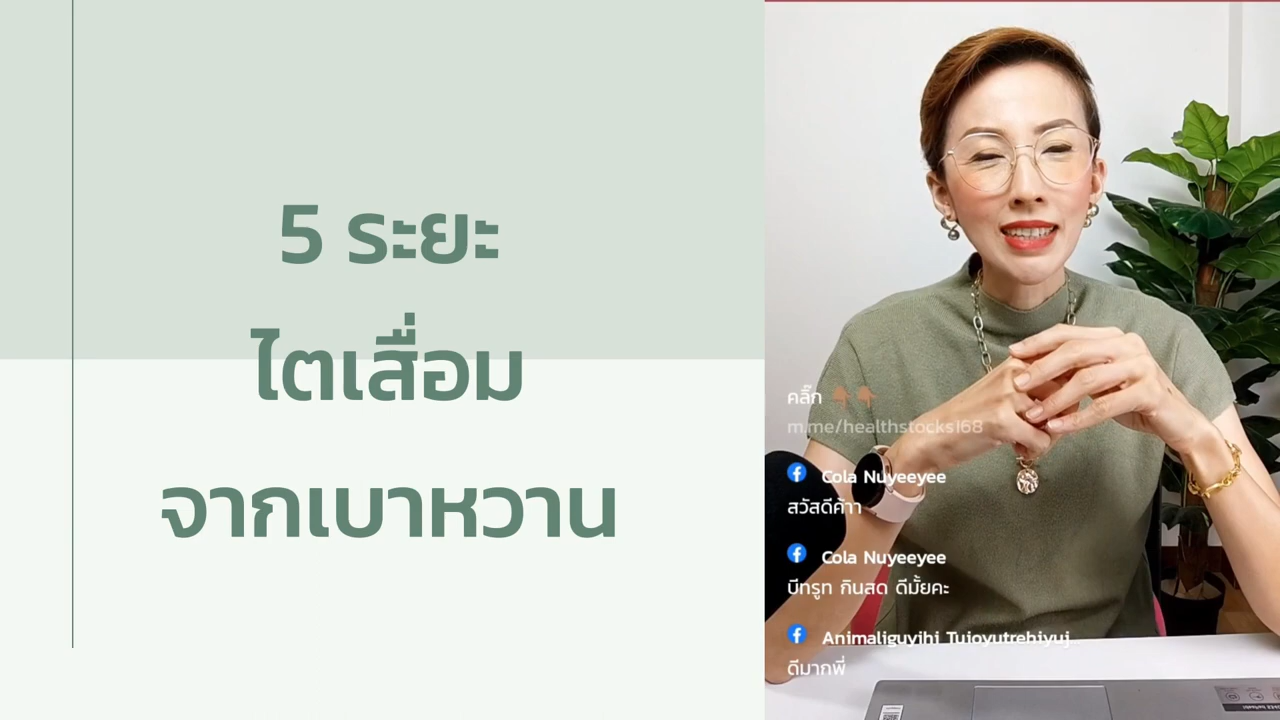 5 ระยะ
ไตเสื่อม
จากเบาหวาน
คลิ๊ก
m.me/healthstocks168
Cola Nuyeeyee
สวัสดีค้าา
Cola Nuyeeyee
บีทรูท กินสด ดีมั้ยคะ
Animaliguyihi Tujoyutrehiyuj..
ดีมากพี่